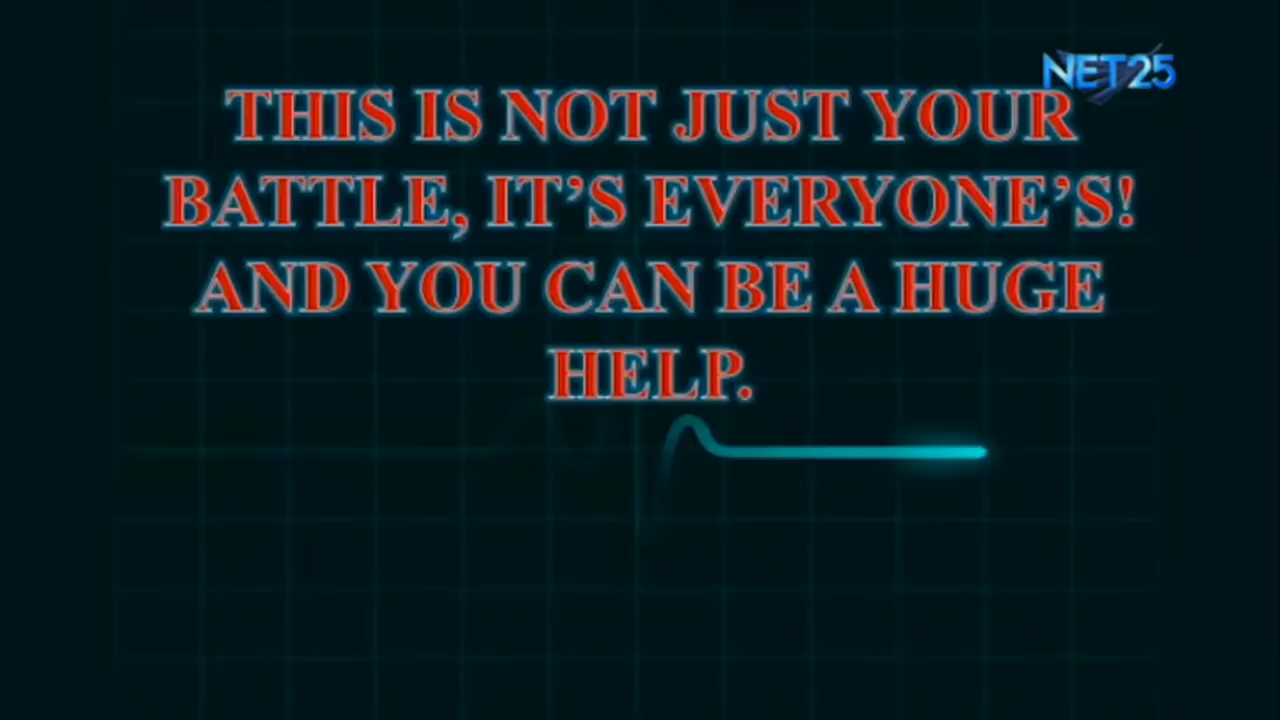 NET25
THIS IS NOT JUST YOUR
BATTLE, IT’S EVERYONE’S!
AND YOU CAN BE A HUGE
HELP.